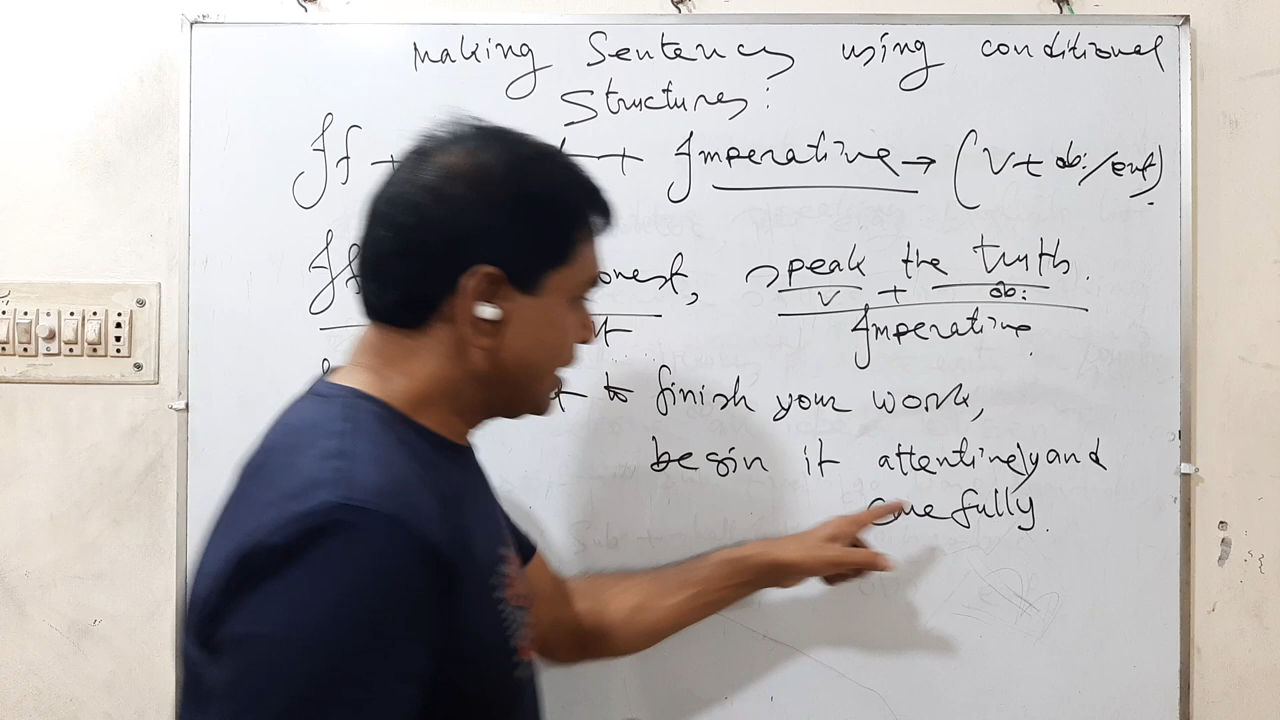 Making Sentences using conditional
Structures:
If + + Imperative → (V + ob:/ext)
If onest, speak the truth.
V + ob:
Imperative.
to finish your work,
begin it attentively and
carefully.